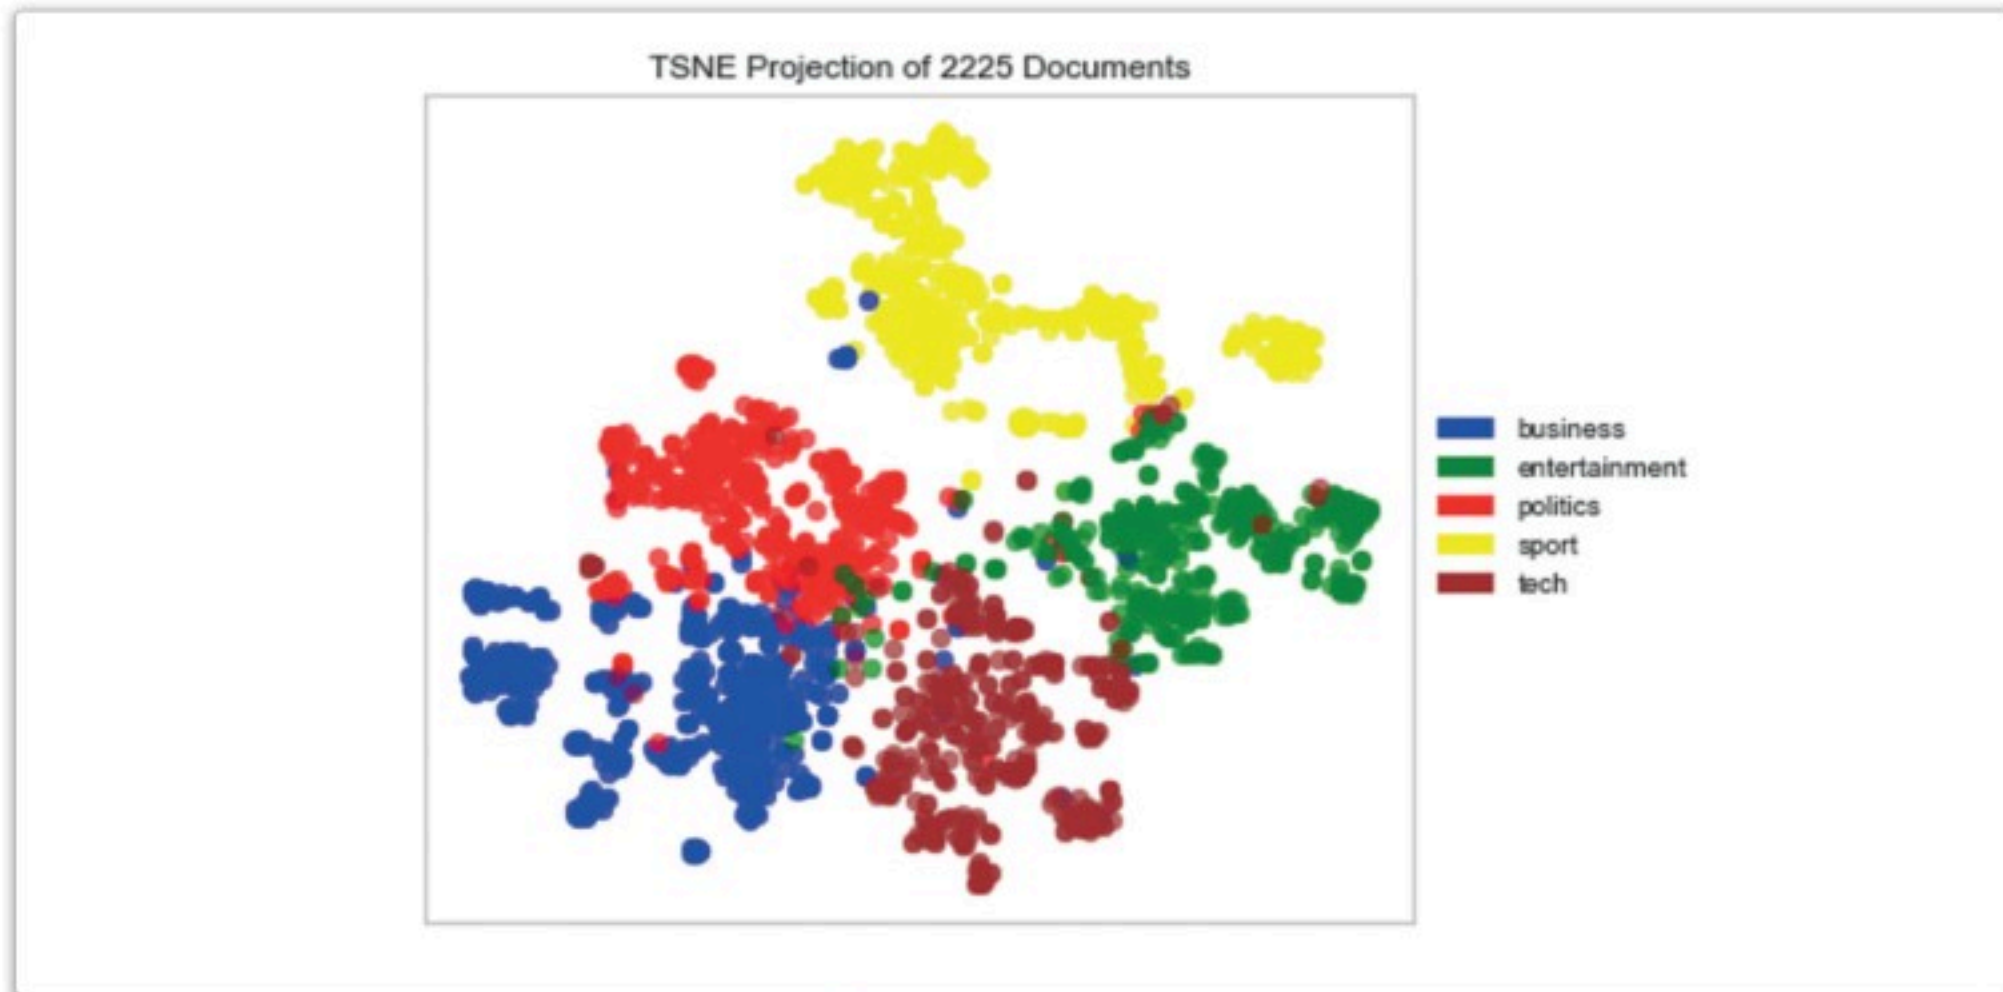 TSNE Projection of 2225 Documents
business
entertainment
politics
sport
tech